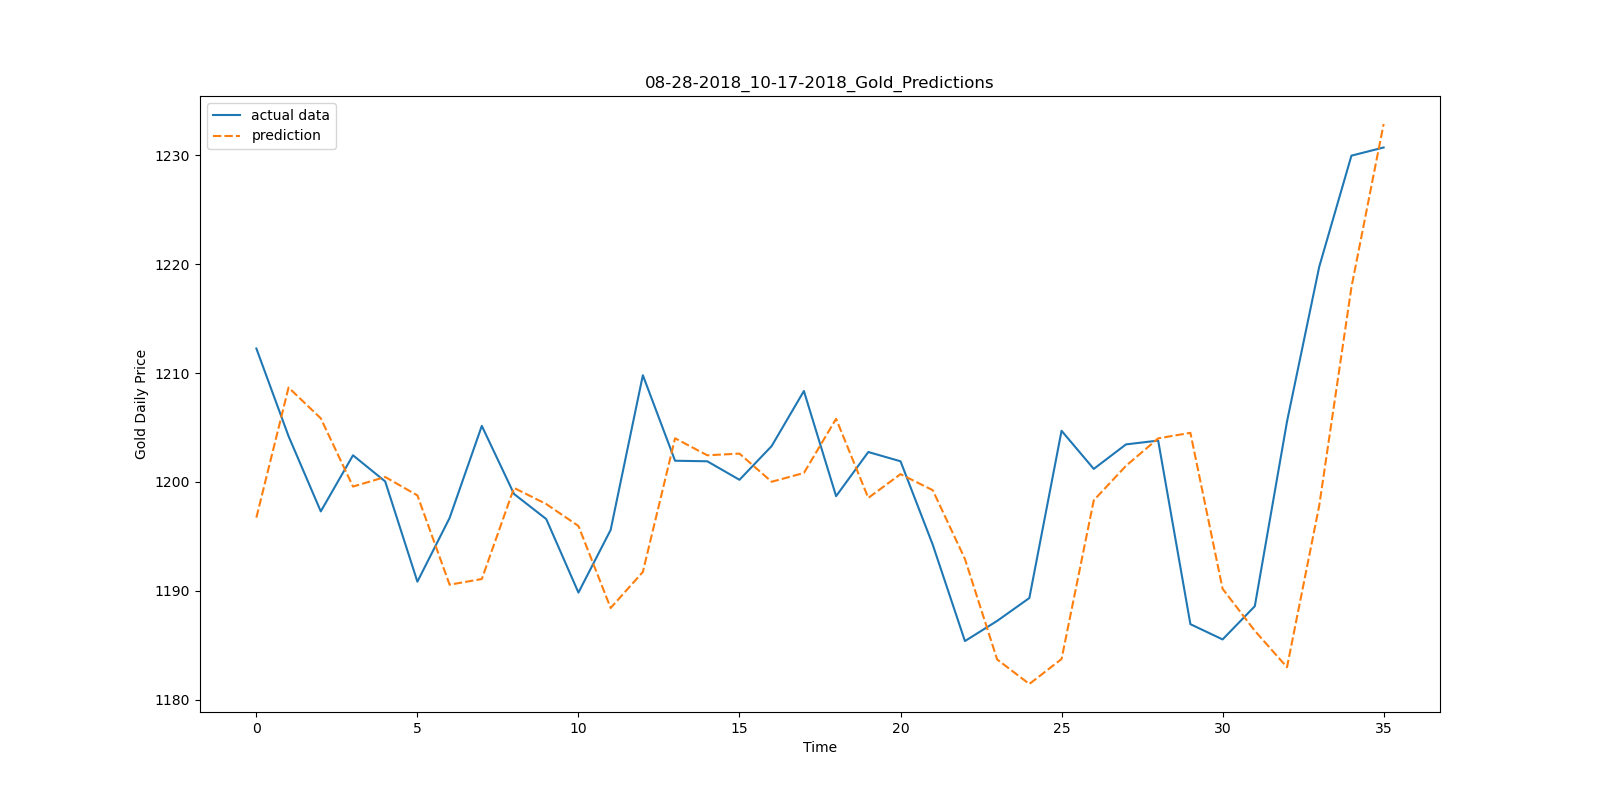 08-28-2018_10-17-2018_Gold_Predictions
actual data
prediction
Gold Daily Price
1230
1220
1210
1200
1190
1180
0 5 10 15 20 25 30 35
Time